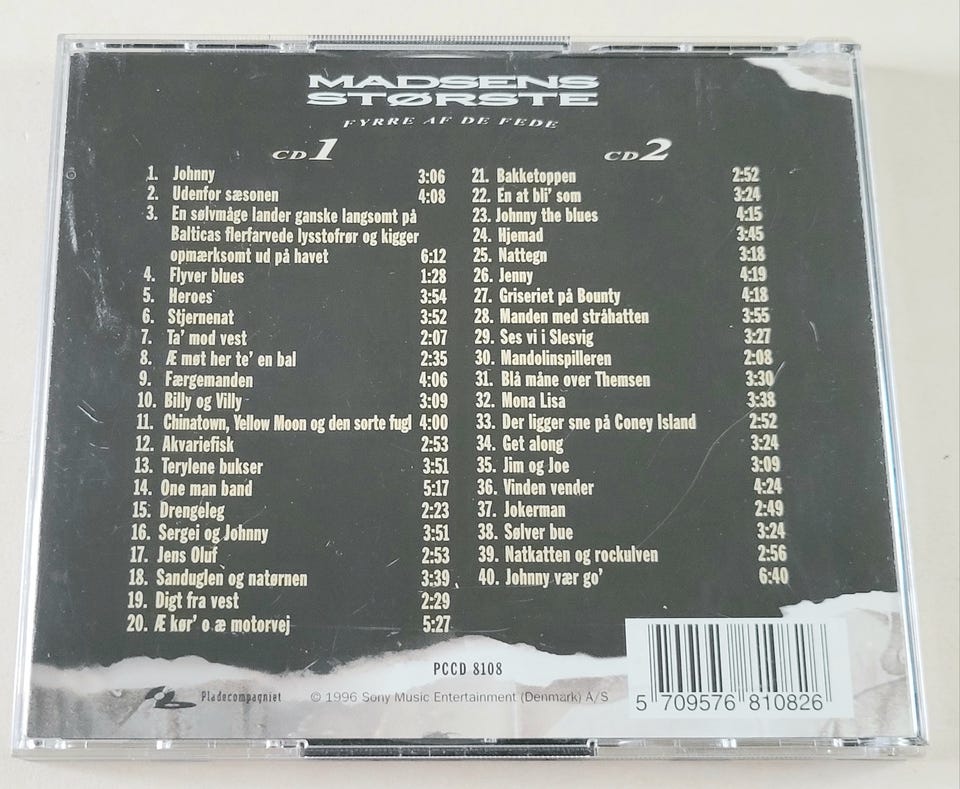 MADSENS
STØRSTE
FYRRE AF DE FEDE
CD 1
1. Johnny 3:06
2. Udenfor sæsonen 4:08
3. En sølvmåge lander ganske langsomt på
Balticas flerfarvede lysstofrør og kigger
opmærksomt ud på havet 6:12
4. Flyver blues 1:28
5. Heroes 3:54
6. Stjernenat 3:52
7. Ta' mod vest 2:07
8. Æ møt her te' en bal 2:35
9. Færgemanden 4:06
10. Billy og Villy 3:09
11. Chinatown, Yellow Moon og den sorte fugl 4:00
12. Akvariefisk 2:53
13. Terylene bukser 3:51
14. One man band 5:17
15. Drengeleg 2:23
16. Sergei og Johnny 3:51
17. Jens Oluf 2:53
18. Sanduglen og natørnen 3:39
19. Digt fra vest 2:29
20. Æ kør' o æ motorvej 5:27
CD 2
21. Bakketoppen 2:52
22. En at bli' som 3:24
23. Johnny the blues 4:15
24. Hjemad 3:45
25. Nattegn 3:18
26. Jenny 4:19
27. Griseriet på Bounty 4:18
28. Manden med stråhatten 3:55
29. Ses vi i Slesvig 3:27
30. Mandolinspilleren 2:08
31. Blå måne over Themsen 3:30
32. Mona Lisa 3:38
33. Der ligger sne på Coney Island 2:52
34. Get along 3:24
35. Jim og Joe 3:09
36. Vinden vender 4:24
37. Jokerman 2:49
38. Sølver bue 3:24
39. Natkatten og rockulven 2:56
40. Johnny vær go' 6:40
PCCD 8108
Pladecompagniet © 1996 Sony Music Entertainment (Denmark) A/S
5 709576 810826